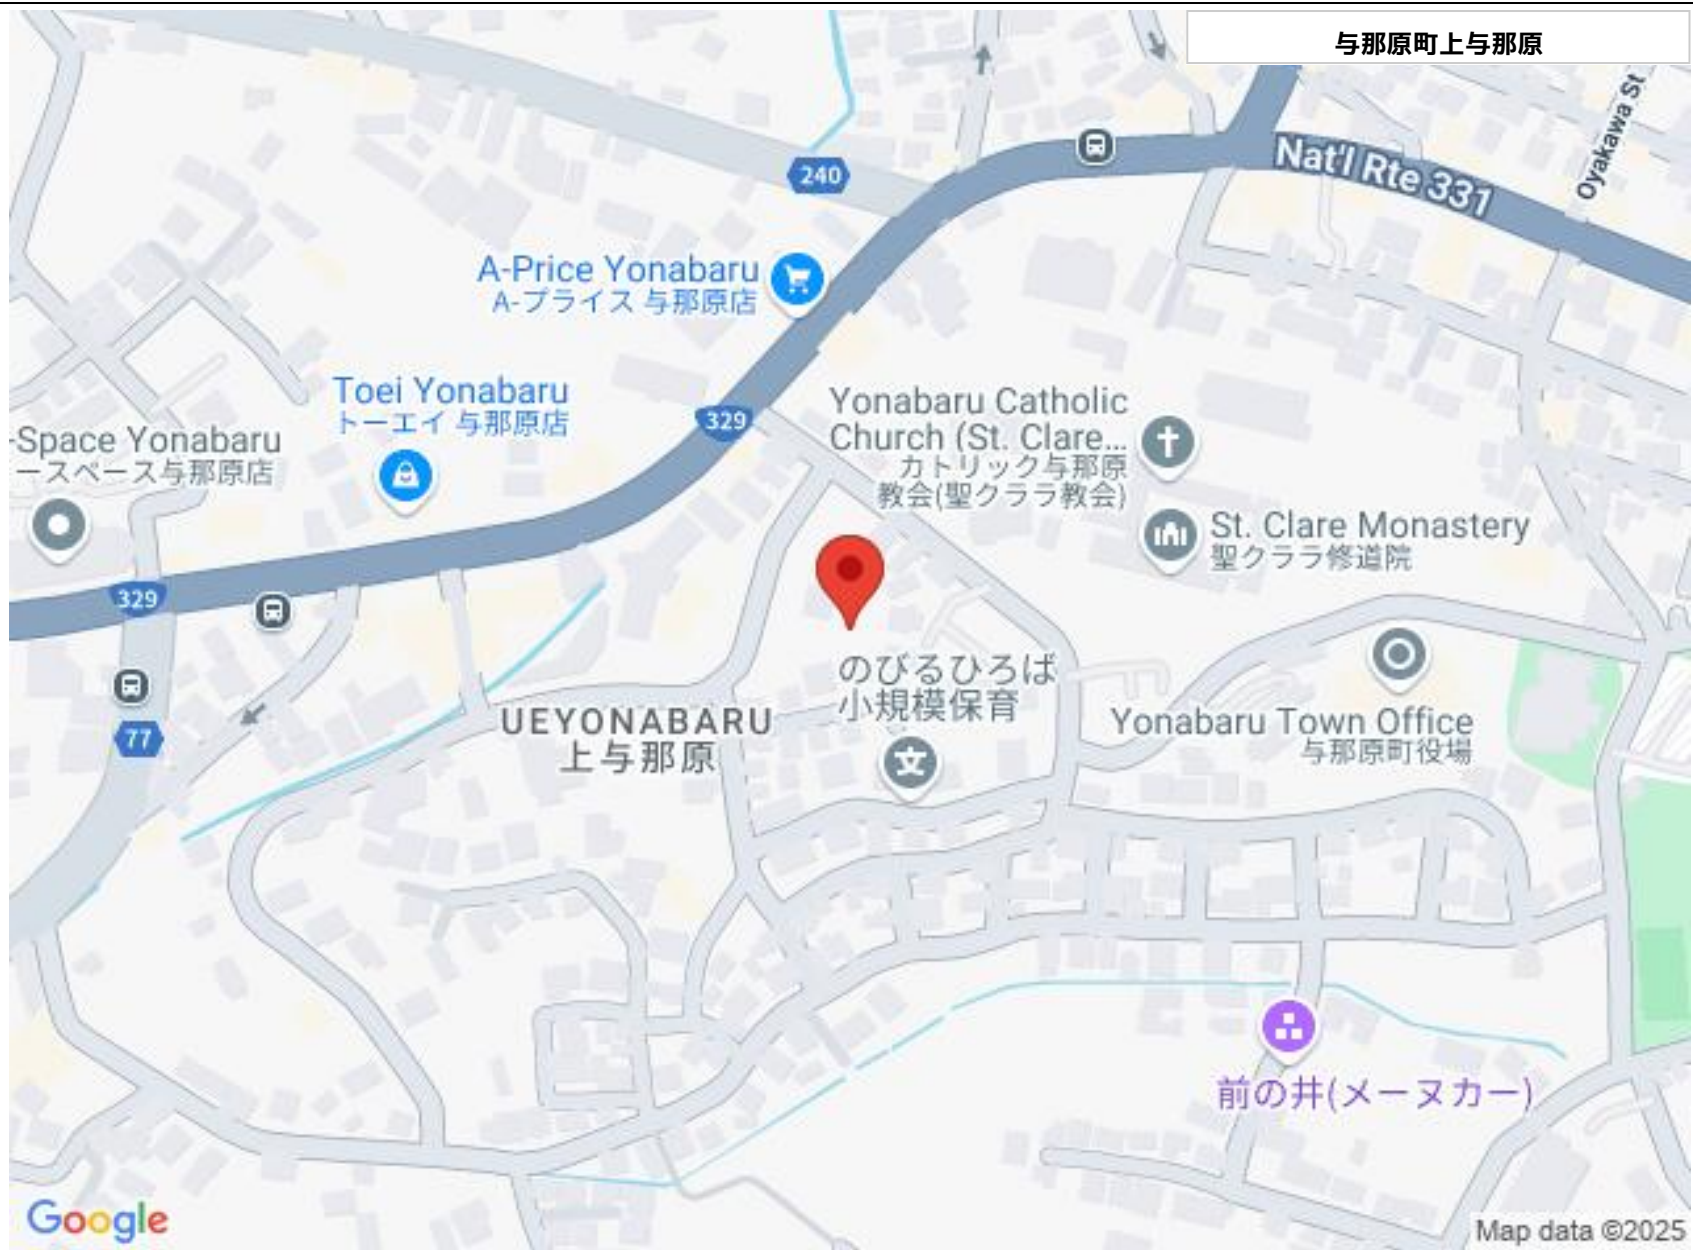 与那原町上与那原
Oyakawa St
Nat'l Rte 331
240
A-Price Yonabaru
A-プライス 与那原店
Toei Yonabaru
トーエイ 与那原店
329
Yonabaru Catholic
Church (St. Clare...
カトリック与那原
教会(聖クララ教会)
-Space Yonabaru
ースペース与那原店
St. Clare Monastery
聖クララ修道院
329
のびるひろば
小規模保育
文
UEYONABARU
上与那原
77
Yonabaru Town Office
与那原町役場
前の井(メーヌカー)
Google
Map data ©2025